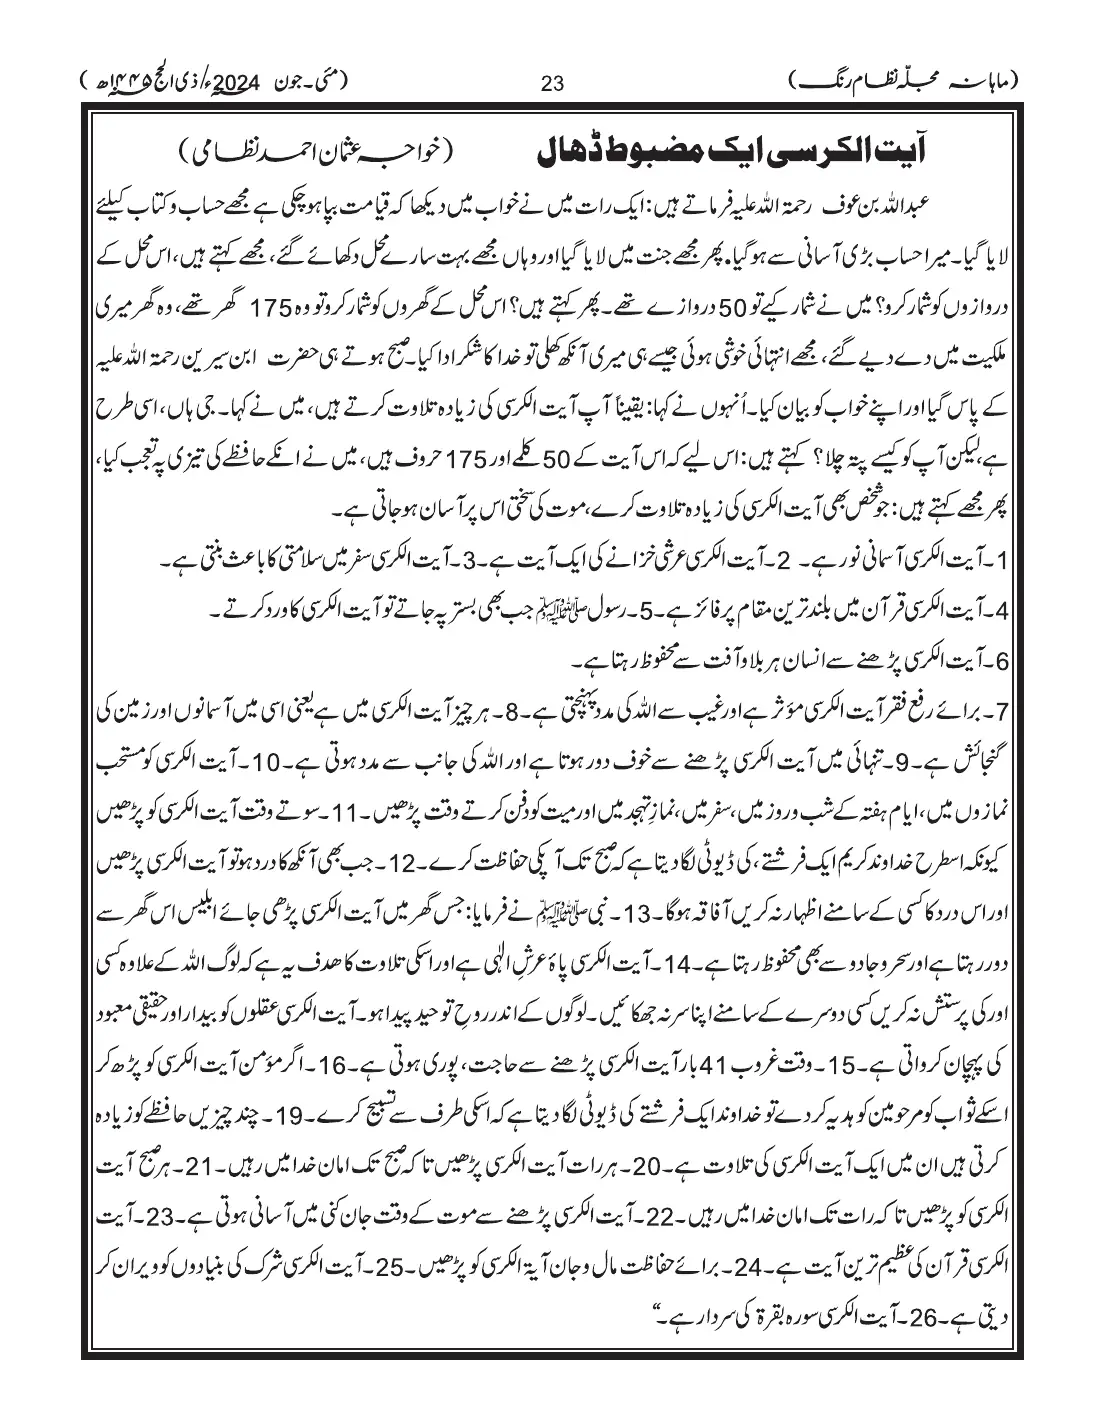 (ماہانہ مجلّہ نظام رنگ)
23
(مئی۔جون 2024ء/ذی الحج ۱۴۴۵ھ)
آیت الکرسی ایک مضبوط ڈھال (خواجہ عثمان احمد نظامی)
عبداللہ بن عوف رحمۃ اللہ علیہ فرماتے ہیں: ایک رات میں نے خواب میں دیکھا کہ قیامت بپا ہو چکی ہے مجھے حساب و کتاب کیلئے
لایا گیا۔ میرا حساب بڑی آسانی سے ہو گیا، پھر مجھے جنت میں لایا گیا اور وہاں مجھے بہت سارے محل دکھائے گئے، مجھے کہتے ہیں، اس محل کے
دروازوں کو شمار کرو؟ میں نے شمار کیے تو 50 دروازے تھے۔ پھر کہتے ہیں؟ اس محل کے گھروں کو شمار کرو تو وہ 175 گھر تھے، وہ گھر میری
ملکیت میں دے دیے گئے، مجھے انتہائی خوشی ہوئی جیسے ہی میری آنکھ کھلی تو خدا کا شکر ادا کیا۔ صبح ہوتے ہی حضرت ابن سیرین رحمۃ اللہ علیہ
کے پاس گیا اور اپنے خواب کو بیان کیا۔ اُنہوں نے کہا: یقیناً آپ آیت الکرسی کی زیادہ تلاوت کرتے ہیں، میں نے کہا۔ جی ہاں، اسی طرح
ہے، لیکن آپ کو کیسے پتہ چلا؟ کہتے ہیں: اس لیے کہ اس آیت کے 50 کلمے اور 175 حروف ہیں، میں نے انکے حافظے کی تیزی پہ تعجب کیا،
پھر مجھے کہتے ہیں: جو شخص بھی آیت الکرسی کی زیادہ تلاوت کرے، موت کی سختی اس پر آسان ہو جاتی ہے۔
1۔ آیت الکرسی آسمانی نور ہے۔ 2۔ آیت الکرسی عرشی خزانے کی ایک آیت ہے۔ 3۔ آیت الکرسی سفر میں سلامتی کا باعث بنتی ہے۔
4۔ آیت الکرسی قرآن میں بلند ترین مقام پر فائز ہے۔ 5۔ رسول ﷺ جب بھی بستر پہ جاتے تو آیت الکرسی کا ورد کرتے۔
6۔ آیت الکرسی پڑھنے سے انسان ہر بلا و آفت سے محفوظ رہتا ہے۔
7۔ برائے رفع فقر آیت الکرسی مؤثر ہے اور غیب سے اللہ کی مدد پہنچتی ہے۔ 8۔ ہر چیز آیت الکرسی میں ہے یعنی اسی میں آسمانوں اور زمین کی
گنجائش ہے۔ 9۔ تنہائی میں آیت الکرسی پڑھنے سے خوف دور ہوتا ہے اور اللہ کی جانب سے مدد ہوتی ہے۔ 10۔ آیت الکرسی کو مستحب
نمازوں میں، ایام ہفتہ کے شب و روز میں، سفر میں، نمازِ تہجد میں اور میت کو دفن کرتے وقت پڑھیں۔ 11۔ سوتے وقت آیت الکرسی کو پڑھیں
کیونکہ اسطرح خداوند کریم ایک فرشتے، کی ڈیوٹی لگا دیتا ہے کہ صبح تک آپکی حفاظت کرے۔ 12۔ جب بھی آنکھ کا درد ہو تو آیت الکرسی پڑھیں
اور اس درد کا کسی کے سامنے اظہار نہ کریں آفاقہ ہوگا۔ 13۔ نبی ﷺ نے فرمایا: جس گھر میں آیت الکرسی پڑھی جائے ابلیس اس گھر سے
دور رہتا ہے اور سحر و جادو سے بھی محفوظ رہتا ہے۔ 14۔ آیت الکرسی پاۂ عرشِ الٰہی ہے اور اسکی تلاوت کا ھدف یہ ہے کہ لوگ اللہ کے علاوہ کسی
اور کی پرستش نہ کریں کسی دوسرے کے سامنے اپنا سر نہ جھکائیں۔ لوگوں کے اندر روحِ توحید پیدا ہو۔ آیت الکرسی عقلوں کو بیدار اور حقیقی معبود
کی پہچان کرواتی ہے۔ 15۔ وقت غروب 41 بار آیت الکرسی پڑھنے سے حاجت، پوری ہوتی ہے۔ 16۔ اگر مؤمن آیت الکرسی کو پڑھ کر
اسکے ثواب کو مرحومین کو ہدیہ کر دے تو خداوند ایک فرشتے کی ڈیوٹی لگا دیتا ہے کہ اسکی طرف سے تسبیح کرے۔ 19۔ چند چیزیں حافظے کو زیادہ
کرتی ہیں ان میں ایک آیت الکرسی کی تلاوت ہے۔ 20۔ ہر رات آیت الکرسی پڑھیں تاکہ صبح تک امان خدا میں رہیں۔ 21۔ ہر صبح آیت
الکرسی کو پڑھیں تاکہ رات تک امان خدا میں رہیں۔ 22۔ آیت الکرسی پڑھنے سے موت کے وقت جان کنی میں آسانی ہوتی ہے۔ 23۔ آیت
الکرسی قرآن کی عظیم ترین آیت ہے۔ 24۔ برائے حفاظت مال و جان آیۃ الکرسی کو پڑھیں۔ 25۔ آیت الکرسی شرک کی بنیادوں کو ویران کر
دیتی ہے۔ 26۔ آیت الکرسی سورہ بقرۃ کی سردار ہے۔“